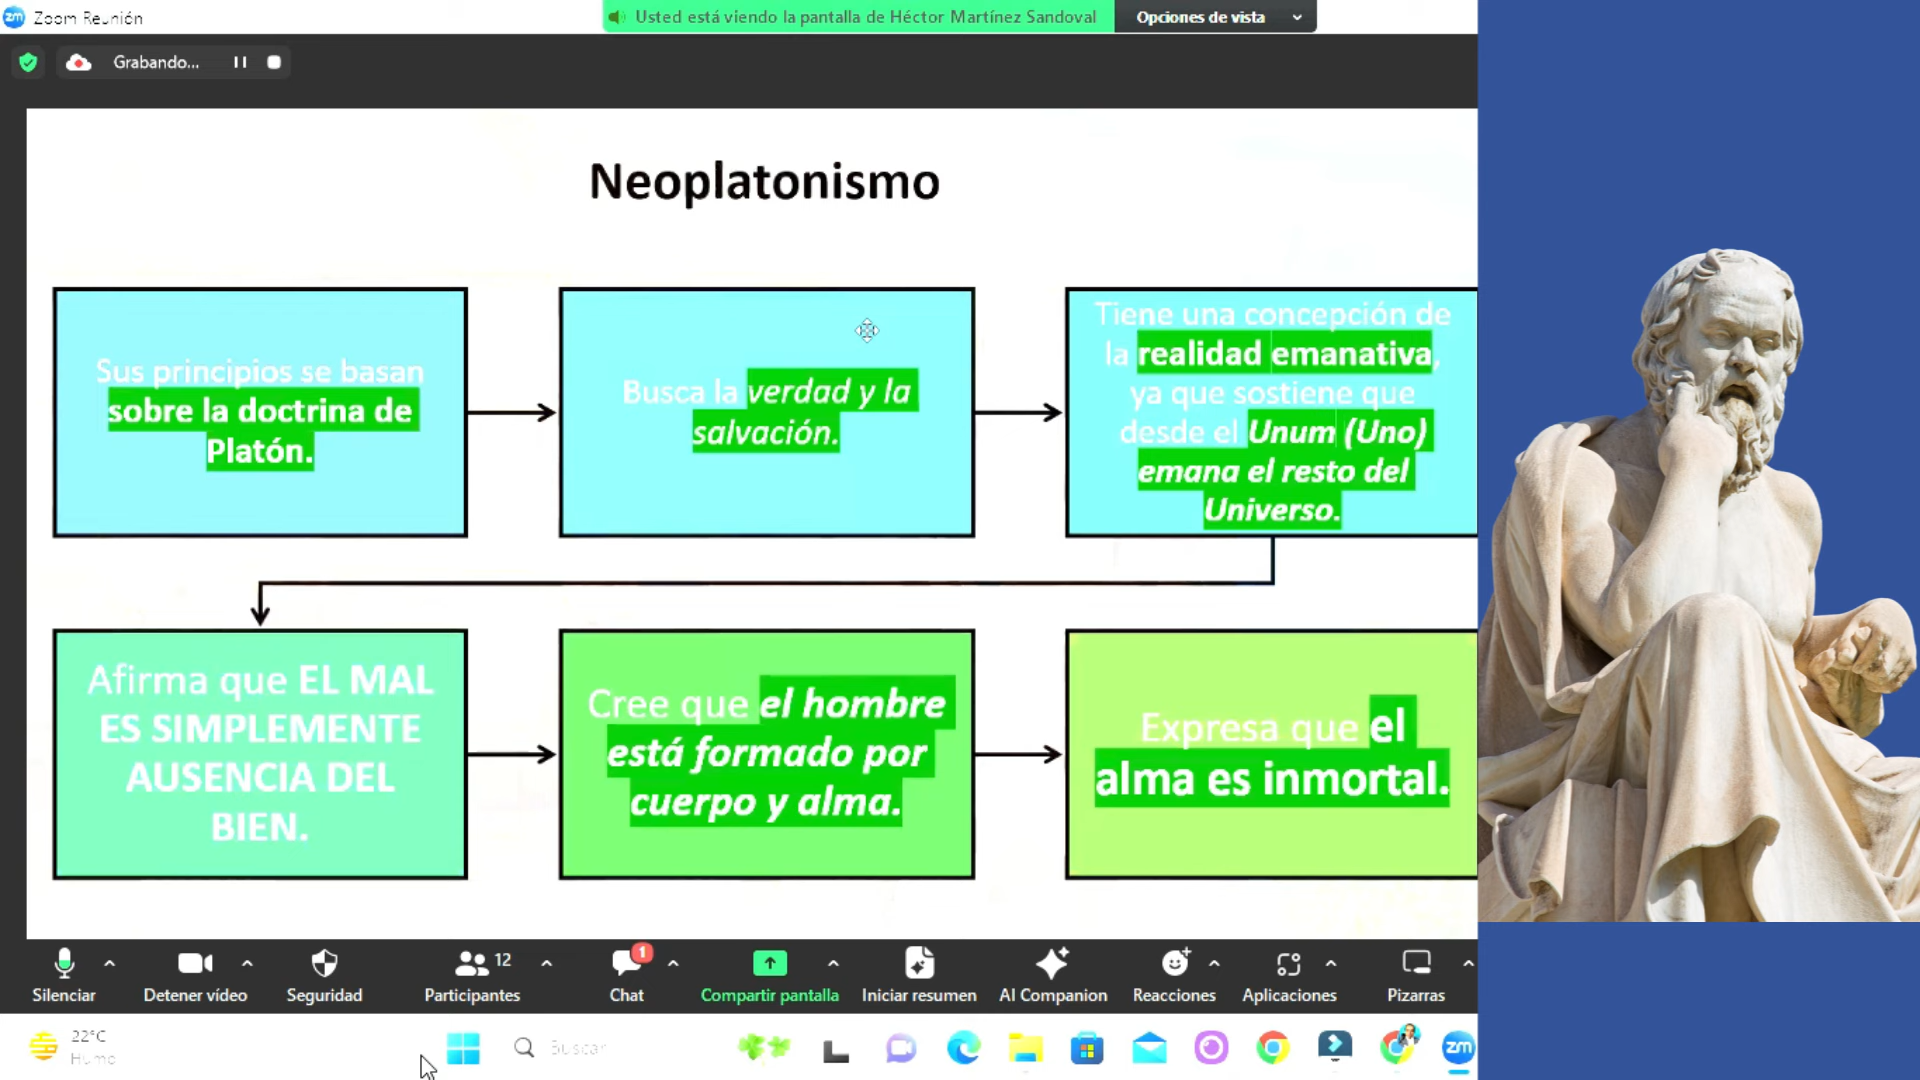 Zoom Reunión
Usted está viendo la pantalla de Héctor Martínez Sandoval
Opciones de vista
Grabando...
Neoplatonismo
Sus principios se basan
sobre la doctrina de
Platón.
Busca la verdad y la
salvación.
Tiene una concepción de
la realidad emanativa,
ya que sostiene que
desde el Unum (Uno)
emana el resto del
Universo.
Afirma que EL MAL
ES SIMPLEMENTE
AUSENCIA DEL
BIEN.
Cree que el hombre
está formado por
cuerpo y alma.
Expresa que el
alma es inmortal.
12
1
Silenciar
Detener vídeo
Seguridad
Participantes
Chat
Compartir pantalla
Iniciar resumen
AI Companion
Reacciones
Aplicaciones
Pizarras
22°C
Humo
Buscar
zm